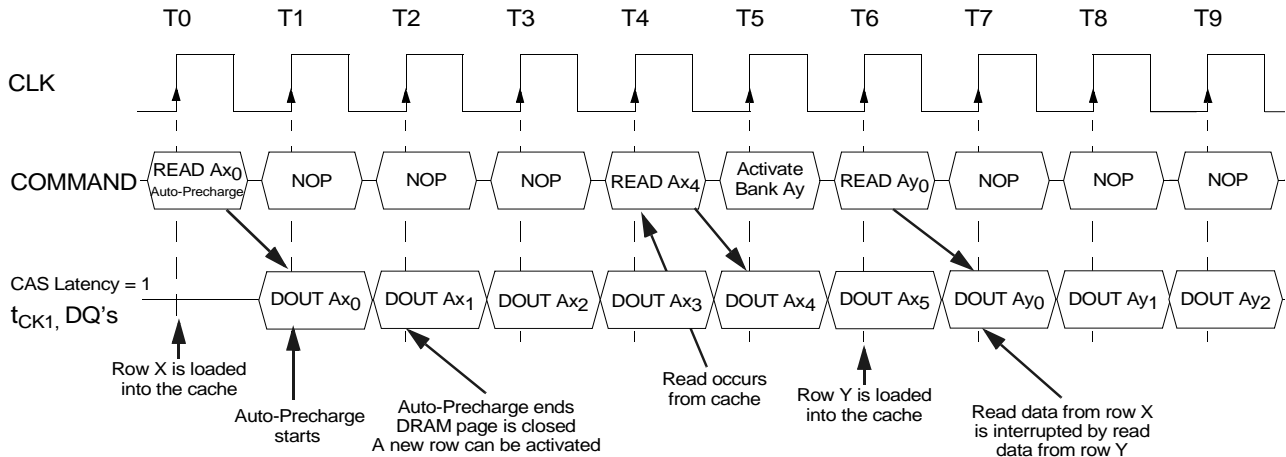 T0 T1 T2 T3 T4 T5 T6 T7 T8 T9
CLK
COMMAND
READ Ax0
Auto-Precharge
NOP
NOP
NOP
READ Ax4
Activate
Bank Ay
READ Ay0
NOP
NOP
NOP
CAS Latency = 1
tCK1, DQ's
DOUT Ax0
DOUT Ax1
DOUT Ax2
DOUT Ax3
DOUT Ax4
DOUT Ax5
DOUT Ay0
DOUT Ay1
DOUT Ay2
Row X is loaded
into the cache
Auto-Precharge
starts
Auto-Precharge ends
DRAM page is closed
A new row can be activated
Read occurs
from cache
Row Y is loaded
into the cache
Read data from row X
is interrupted by read
data from row Y